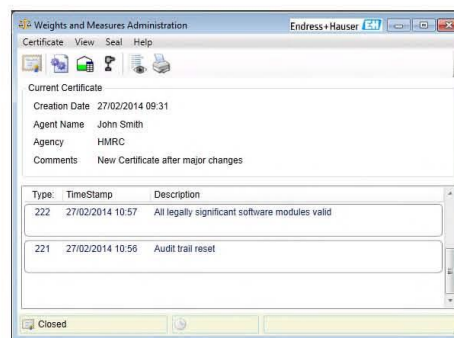 Weights and Measures Administration
Endress+Hauser EH
Certificate View Seal Help
Current Certificate
Creation Date 27/02/2014 09:31
Agent Name John Smith
Agency HMRC
Comments New Certificate after major changes
Type: TimeStamp Description
222 27/02/2014 10:57 All legally significant software modules valid
221 27/02/2014 10:56 Audit trail reset
Closed